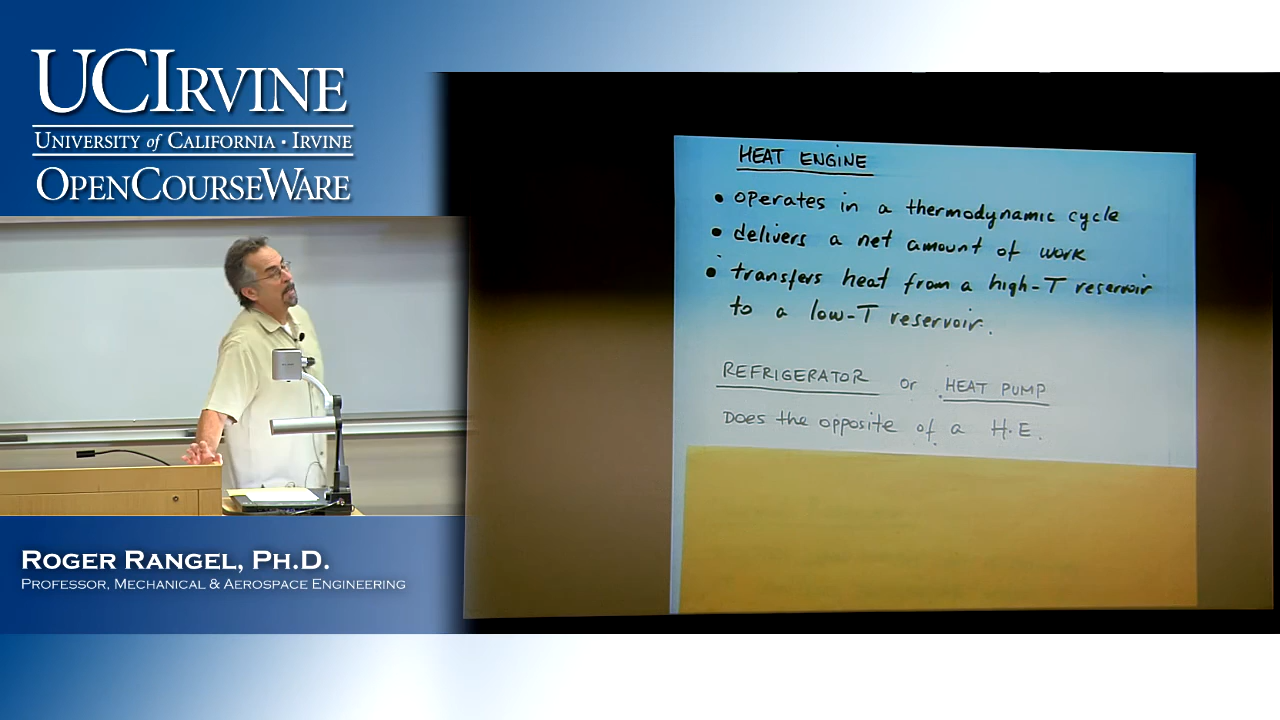 UCIRVINE
UNIVERSITY of CALIFORNIA · IRVINE
OPENCOURSEWARE
HEAT ENGINE
• operates in a thermodynamic cycle
• delivers a net amount of work
• transfers heat from a high-T reservoir
to a low-T reservoir.
REFRIGERATOR or HEAT PUMP
Does the opposite of a H.E.
ROGER RANGEL, PH.D.
PROFESSOR, MECHANICAL & AEROSPACE ENGINEERING